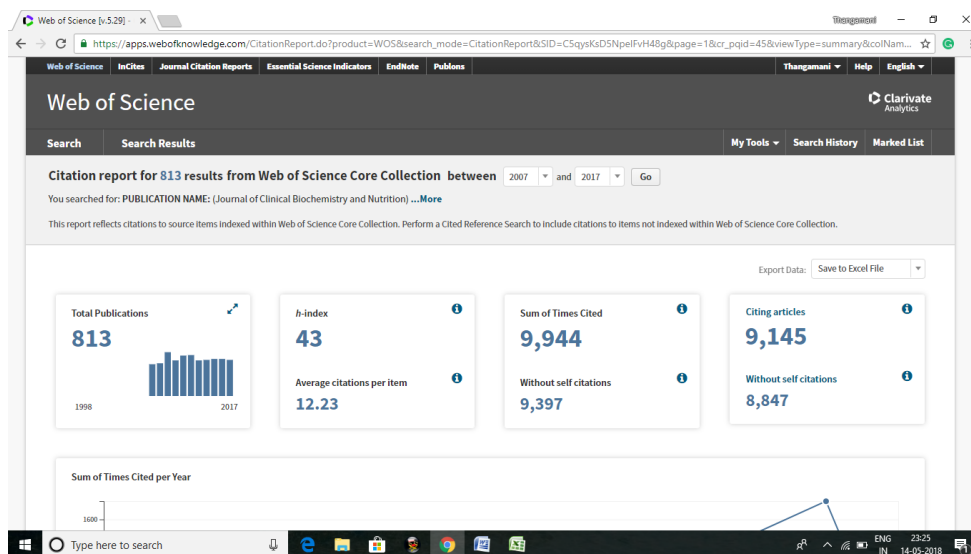 Web of Science [v.5.29] -
Thangamani
https://apps.webofknowledge.com/CitationReport.do?product=WOS&search_mode=CitationReport&SID=C5qysKsD5NpeIFvH48g&page=1&cr_pqid=45&viewType=summary&colNam...
Web of Science InCites Journal Citation Reports Essential Science Indicators EndNote Publons Thangamani Help English
Web of Science
Clarivate
Analytics
Search Search Results My Tools Search History Marked List
Citation report for 813 results from Web of Science Core Collection between 2007 and 2017 Go
You searched for: PUBLICATION NAME: (Journal of Clinical Biochemistry and Nutrition) ...More
This report reflects citations to source items indexed within Web of Science Core Collection. Perform a Cited Reference Search to include citations to items not indexed within Web of Science Core Collection.
Export Data: Save to Excel File
Total Publications
813
1998 2017
h-index
43
Average citations per item
12.23
Sum of Times Cited
9,944
Without self citations
9,397
Citing articles
9,145
Without self citations
8,847
Sum of Times Cited per Year
1600
Type here to search
ENG
IN
23:25
14-05-2018